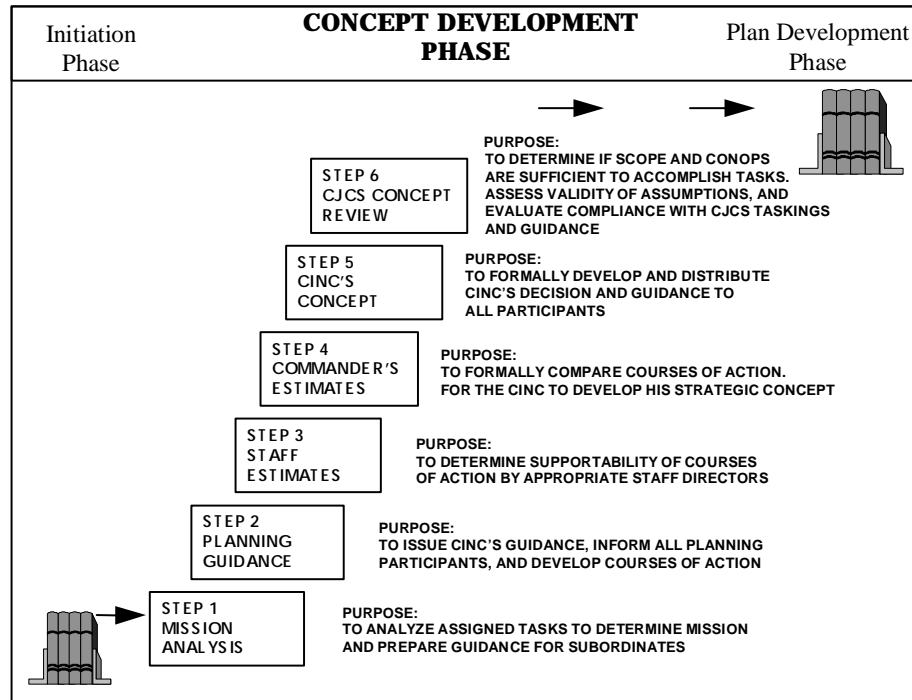 Initiation
Phase
CONCEPT DEVELOPMENT
PHASE
Plan Development
Phase
STEP 6
CJCS CONCEPT
REVIEW
PURPOSE:
TO DETERMINE IF SCOPE AND CONOPS
ARE SUFFICIENT TO ACCOMPLISH TASKS.
ASSESS VALIDITY OF ASSUMPTIONS, AND
EVALUATE COMPLIANCE WITH CJCS TASKINGS
AND GUIDANCE
STEP 5
CINC'S
CONCEPT
PURPOSE:
TO FORMALLY DEVELOP AND DISTRIBUTE
CINC'S DECISION AND GUIDANCE TO
ALL PARTICIPANTS
STEP 4
COMMANDER'S
ESTIMATES
PURPOSE:
TO FORMALLY COMPARE COURSES OF ACTION.
FOR THE CINC TO DEVELOP HIS STRATEGIC CONCEPT
STEP 3
STAFF
ESTIMATES
PURPOSE:
TO DETERMINE SUPPORTABILITY OF COURSES
OF ACTION BY APPROPRIATE STAFF DIRECTORS
STEP 2
PLANNING
GUIDANCE
PURPOSE:
TO ISSUE CINC'S GUIDANCE, INFORM ALL PLANNING
PARTICIPANTS, AND DEVELOP COURSES OF ACTION
STEP 1
MISSION
ANALYSIS
PURPOSE:
TO ANALYZE ASSIGNED TASKS TO DETERMINE MISSION
AND PREPARE GUIDANCE FOR SUBORDINATES